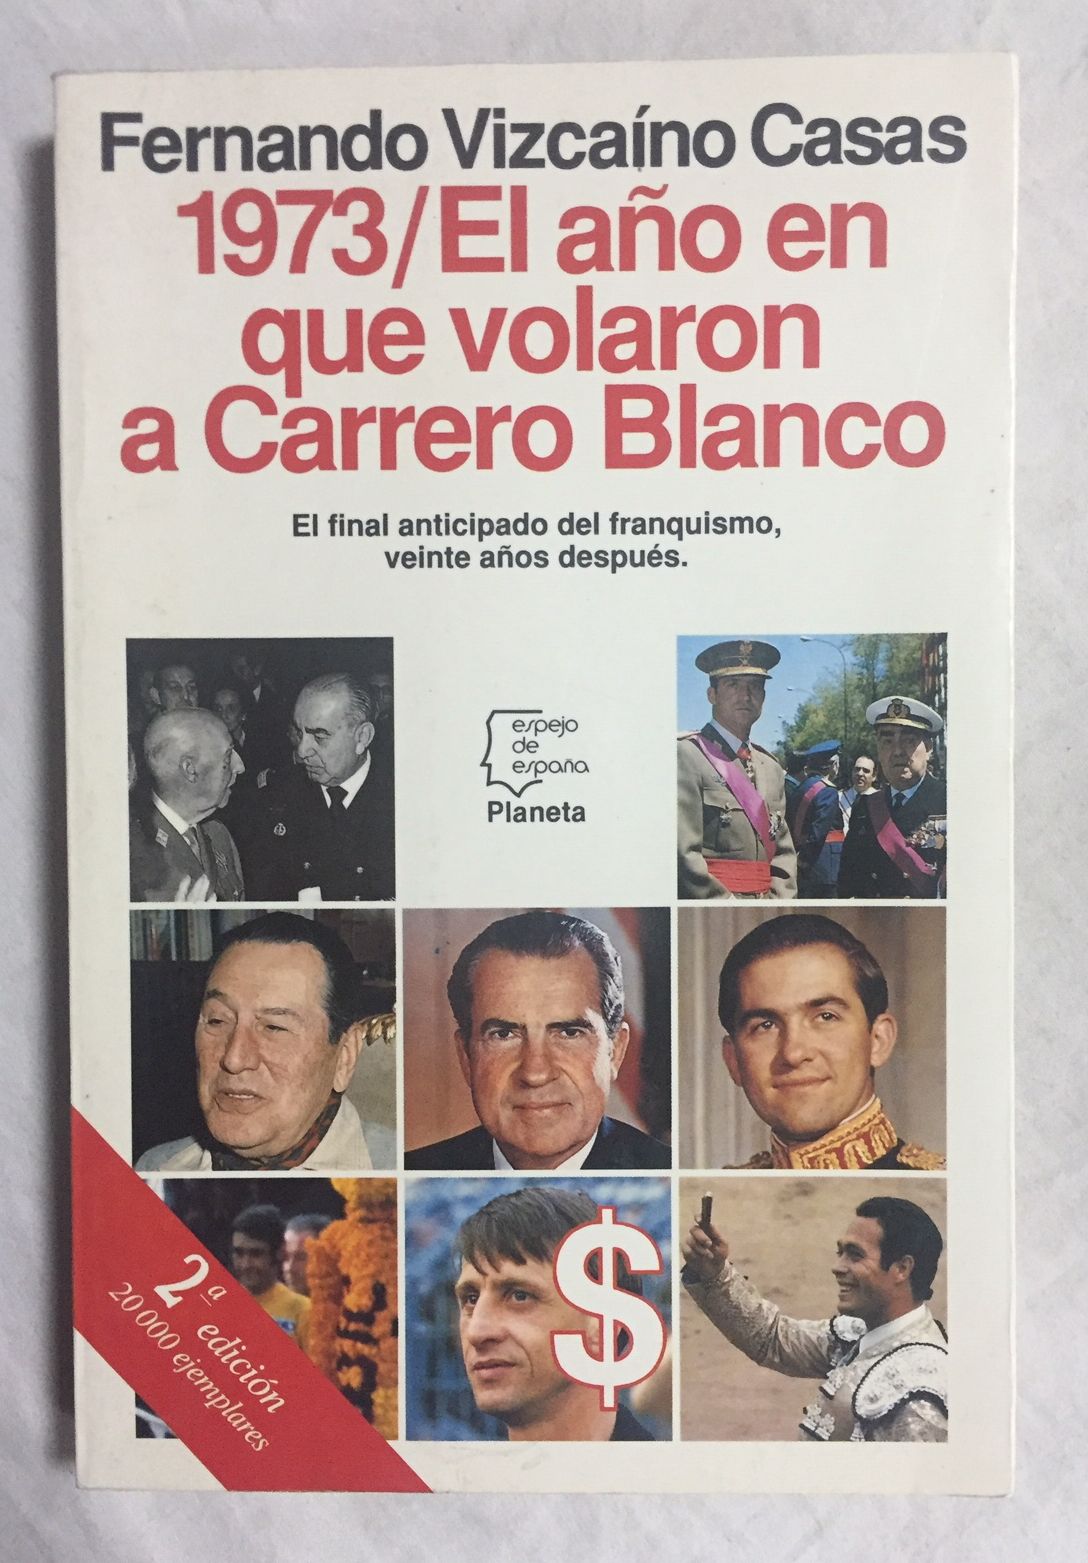 Fernando Vizcaíno Casas
1973/El año en
que volaron
a Carrero Blanco
El final anticipado del franquismo,
veinte años después.
espejo
de
españa
Planeta
2ª
edición
20 000 ejemplares
$